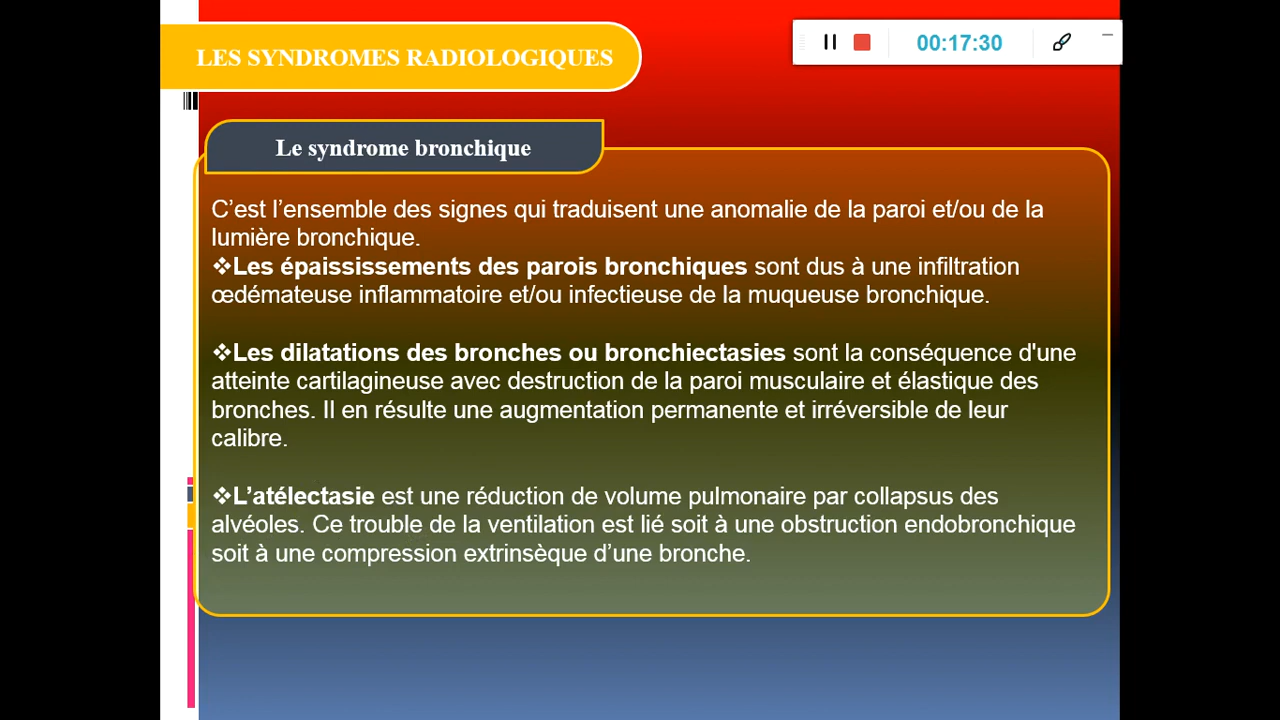 LES SYNDROMES RADIOLOGIQUES
00:17:30
Le syndrome bronchique
C’est l’ensemble des signes qui traduisent une anomalie de la paroi et/ou de la
lumière bronchique.
❖Les épaississements des parois bronchiques sont dus à une infiltration
œdémateuse inflammatoire et/ou infectieuse de la muqueuse bronchique.
❖Les dilatations des bronches ou bronchiectasies sont la conséquence d'une
atteinte cartilagineuse avec destruction de la paroi musculaire et élastique des
bronches. Il en résulte une augmentation permanente et irréversible de leur
calibre.
❖L’atélectasie est une réduction de volume pulmonaire par collapsus des
alvéoles. Ce trouble de la ventilation est lié soit à une obstruction endobronchique
soit à une compression extrinsèque d’une bronche.